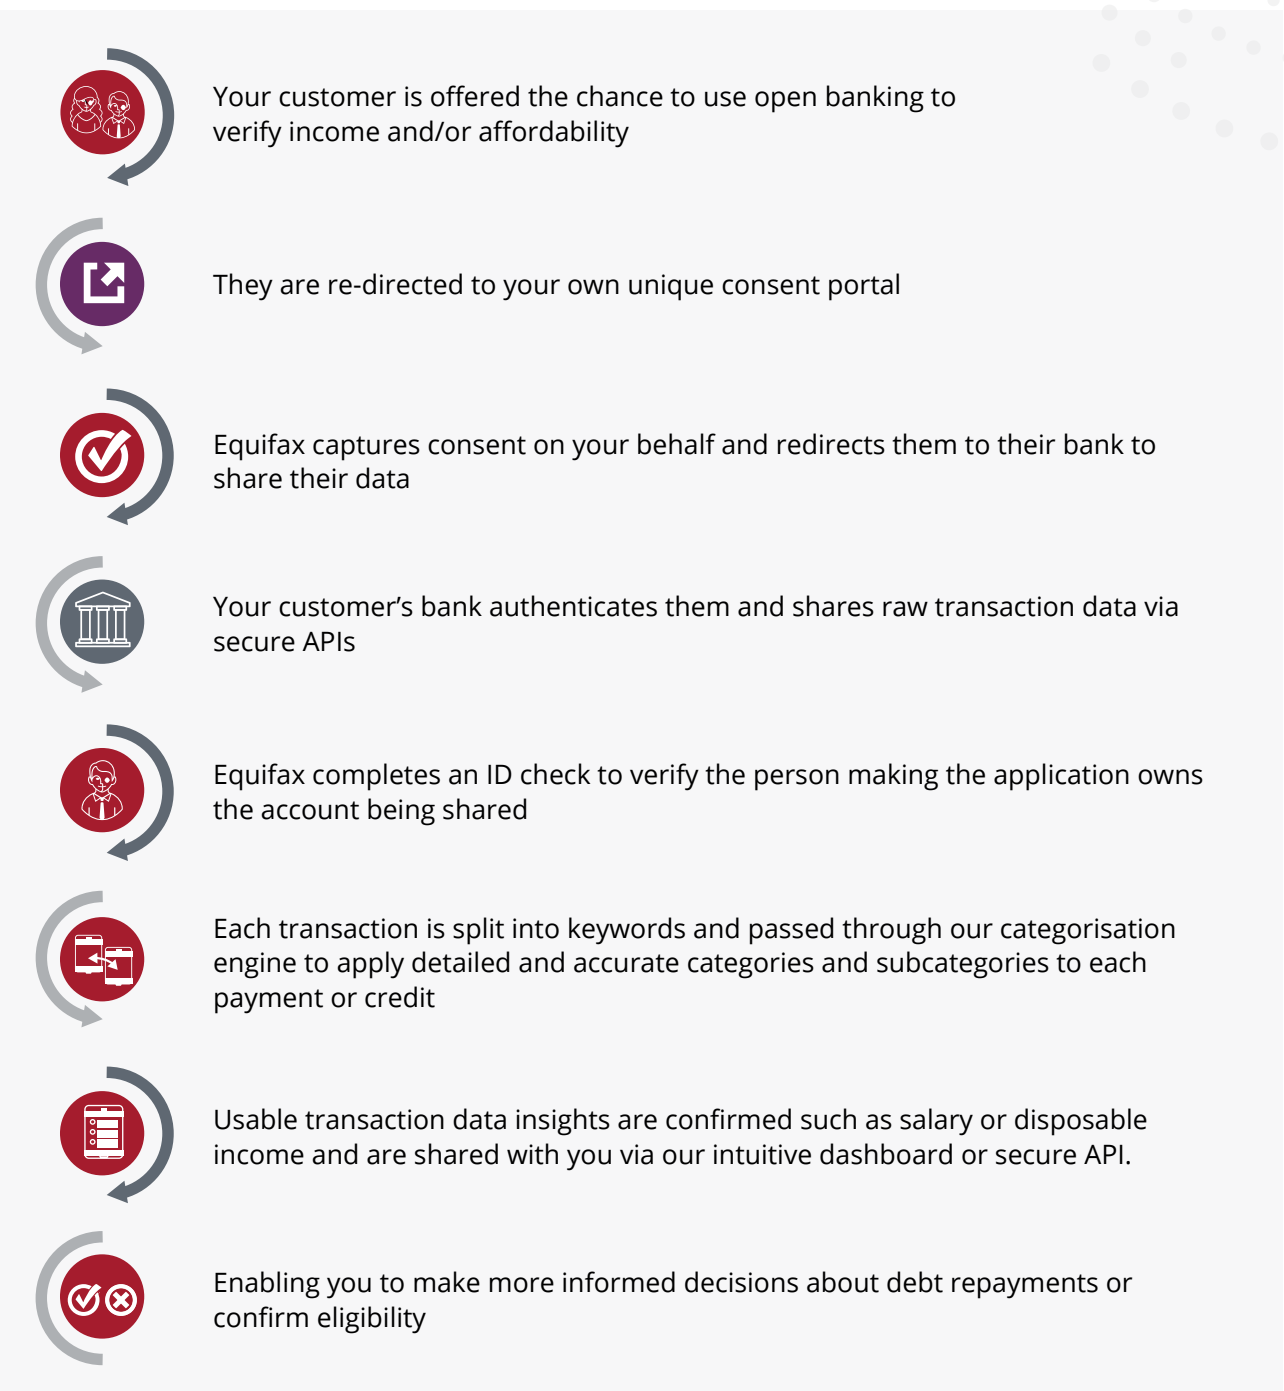 Your customer is offered the chance to use open banking to
verify income and/or affordability
They are re-directed to your own unique consent portal
Equifax captures consent on your behalf and redirects them to their bank to
share their data
Your customer’s bank authenticates them and shares raw transaction data via
secure APIs
Equifax completes an ID check to verify the person making the application owns
the account being shared
Each transaction is split into keywords and passed through our categorisation
engine to apply detailed and accurate categories and subcategories to each
payment or credit
Usable transaction data insights are confirmed such as salary or disposable
income and are shared with you via our intuitive dashboard or secure API.
Enabling you to make more informed decisions about debt repayments or
confirm eligibility